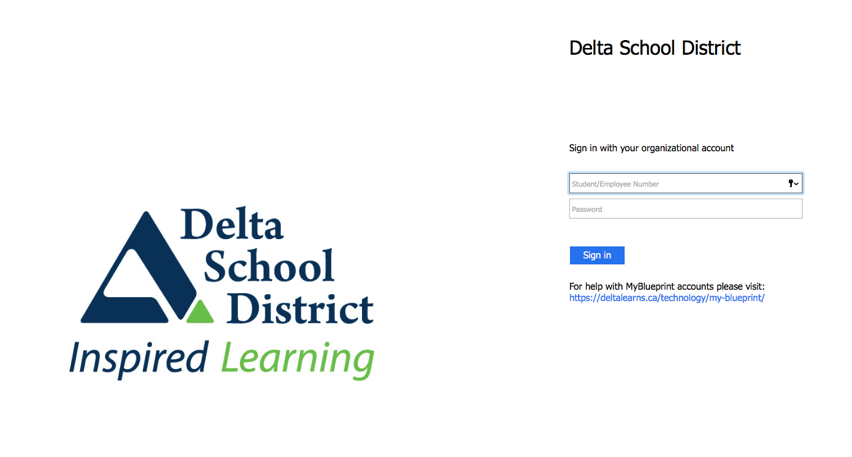 Delta School District
Sign in with your organizational account
Student/Employee Number
Password
Sign in
For help with MyBlueprint accounts please visit:
https://deltalearns.ca/technology/my-blueprint/
Delta
School
District
Inspired Learning